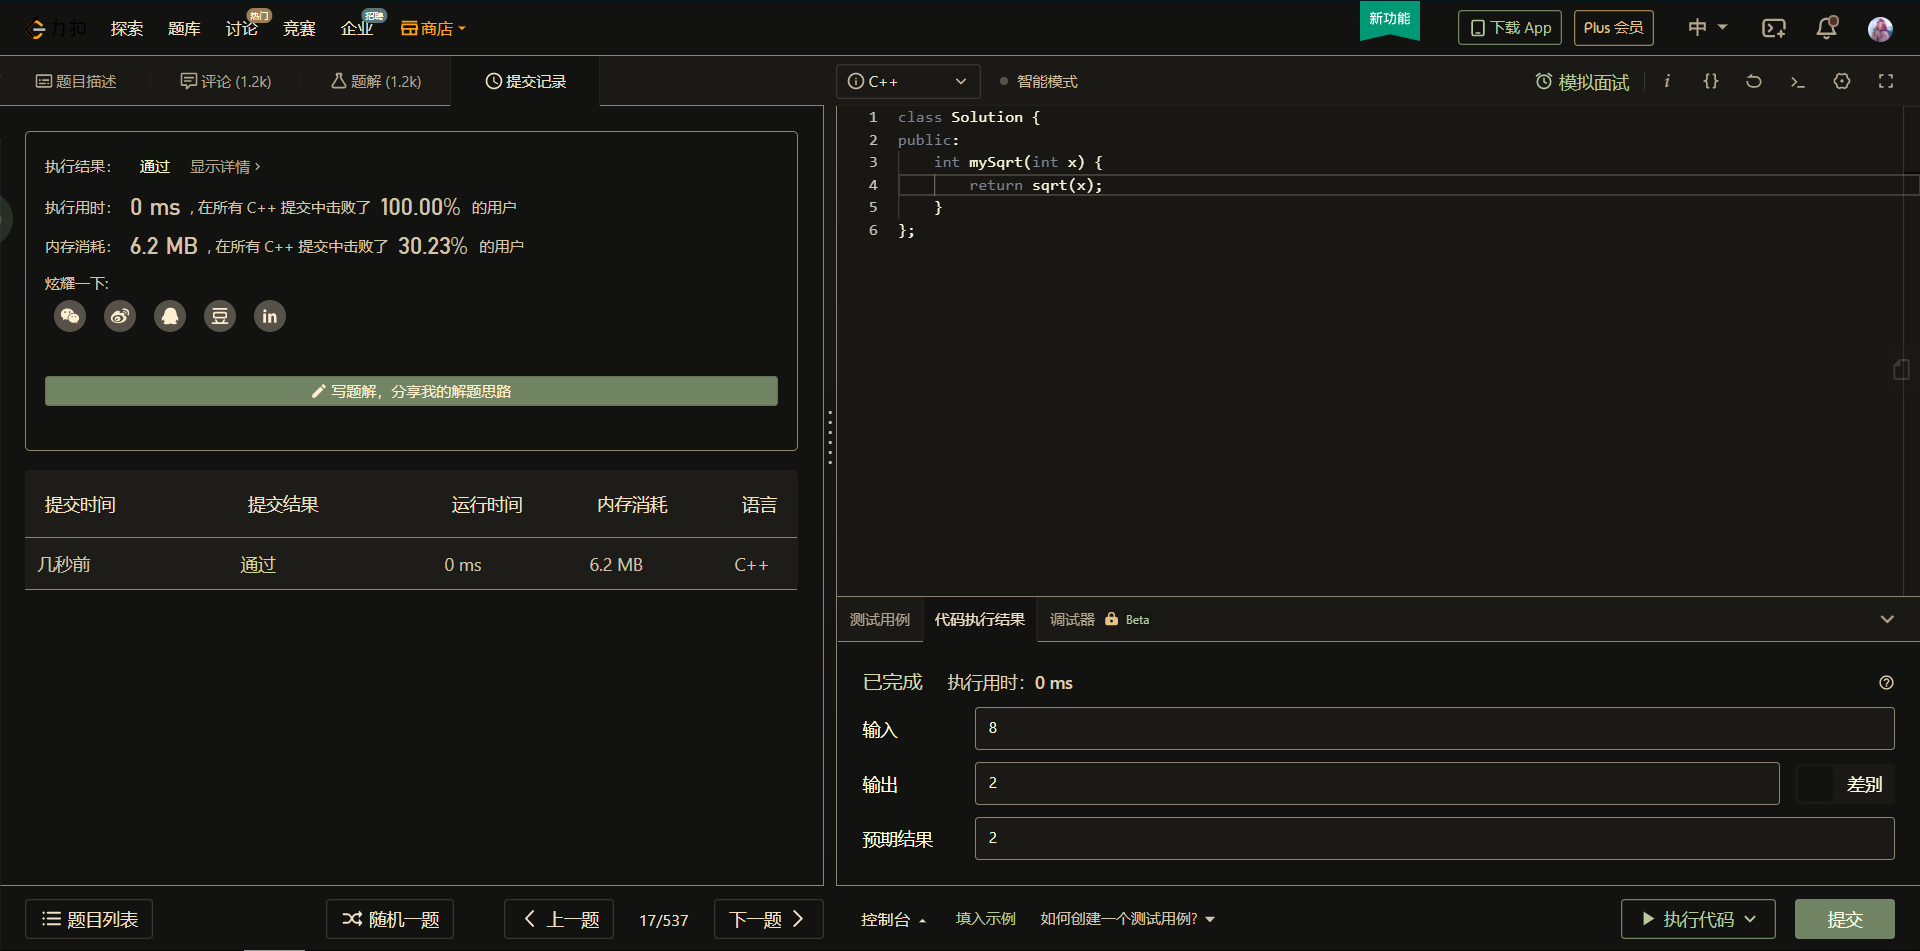 力扣 探索 题库 讨论 热门 竞赛 企业 招聘 商店 新功能 下载 App Plus 会员 中
题目描述 评论 (1.2k) 题解 (1.2k) 提交记录
执行结果： 通过 显示详情 ›
执行用时： 0 ms , 在所有 C++ 提交中击败了 100.00% 的用户
内存消耗： 6.2 MB , 在所有 C++ 提交中击败了 30.23% 的用户
炫耀一下:
豆 in
写题解，分享我的解题思路
提交时间 提交结果 运行时间 内存消耗 语言
几秒前 通过 0 ms 6.2 MB C++
C++ 智能模式 模拟面试 i {}
1 class Solution {
2 public:
3 int mySqrt(int x) {
4 return sqrt(x);
5 }
6 };
测试用例 代码执行结果 调试器 Beta
已完成 执行用时：0 ms
输入 8
输出 2 差别
预期结果 2
题目列表 随机一题 上一题 17/537 下一题 控制台 填入示例 如何创建一个测试用例? 执行代码 提交